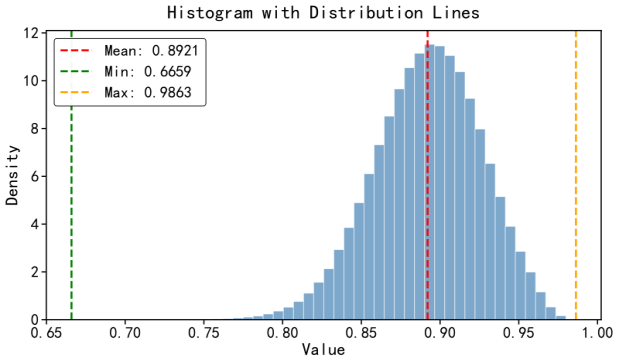 Histogram with Distribution Lines
Mean: 0.8921
Min: 0.6659
Max: 0.9863
Density
12
10
8
6
4
2
0
0.65 0.70 0.75 0.80 0.85 0.90 0.95 1.00
Value